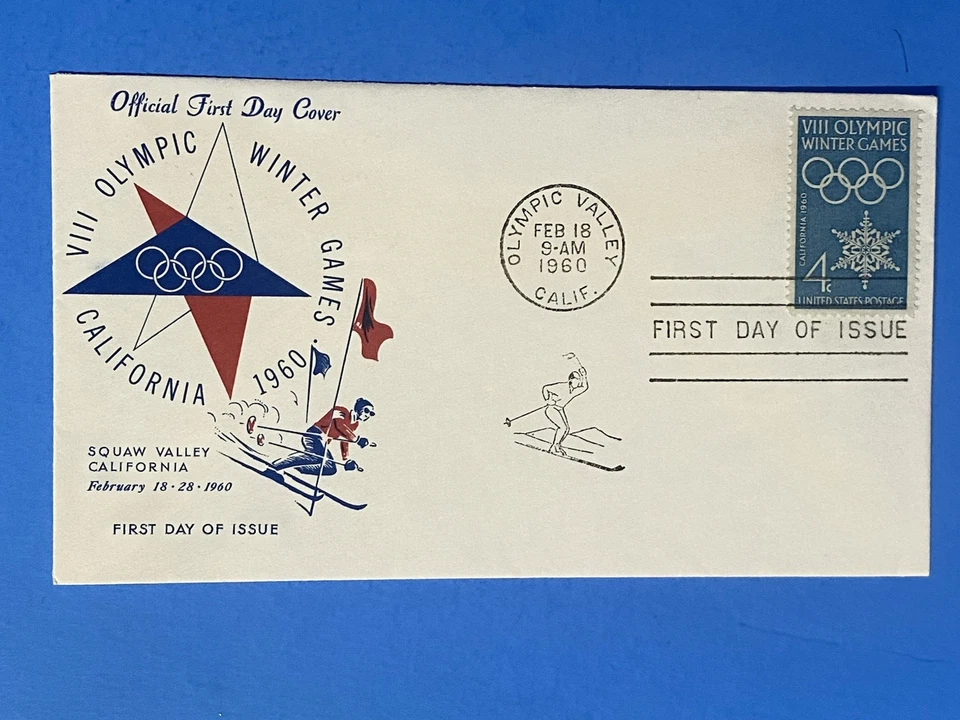 Official First Day Cover
VIII OLYMPIC WINTER GAMES · 1960
CALIFORNIA
SQUAW VALLEY
CALIFORNIA
February 18·28·1960
FIRST DAY OF ISSUE
OLYMPIC VALLEY
FEB 18
9-AM
1960
CALIF.
VIII OLYMPIC
WINTER GAMES
CALIFORNIA 1960
4c
UNITED STATES POSTAGE
FIRST DAY OF ISSUE